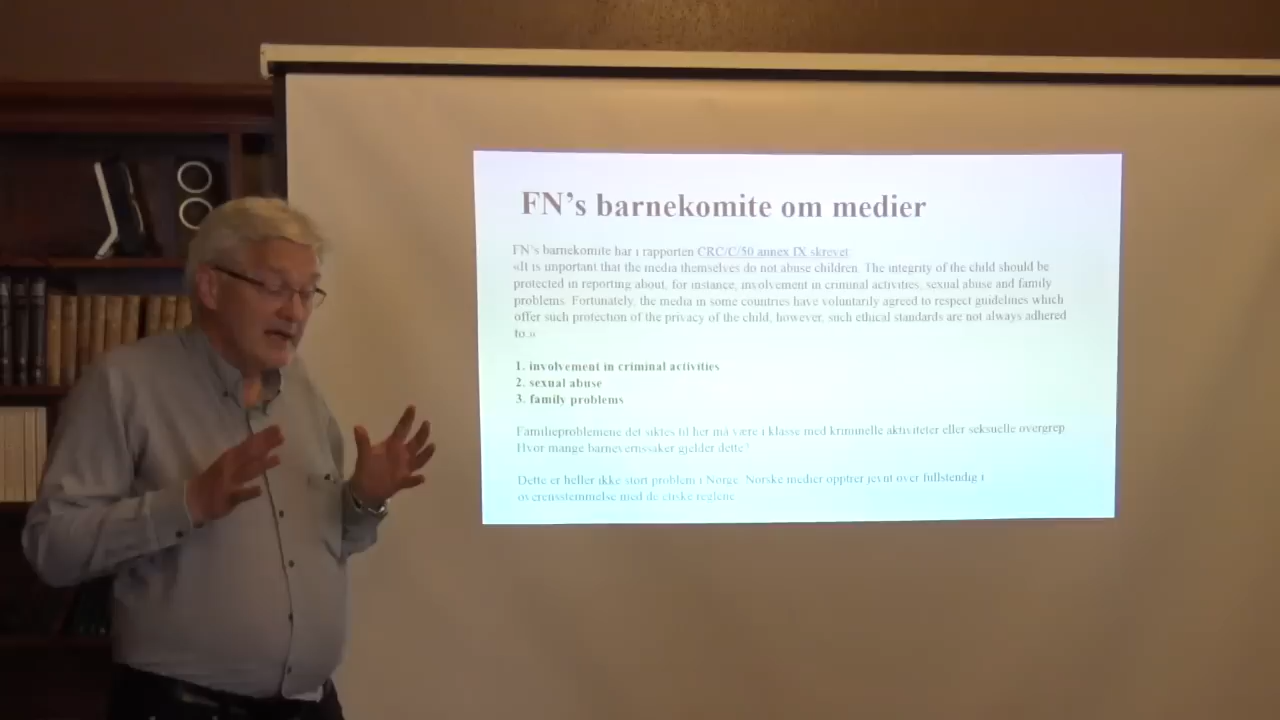 FN's barnekomite om medier
FN's barnekomite har i rapporten CRC/C/50 annex IX skrevet:
«It is important that the media themselves do not abuse children. The integrity of the child should be
protected in reporting about, for instance, involvement in criminal activities, sexual abuse and family
problems. Fortunately, the media in some countries have voluntarily agreed to respect guidelines which
offer such protection of the privacy of the child, however, such ethical standards are not always adhered
to.»
1. involvement in criminal activities
2. sexual abuse
3. family problems
Familieproblemene det siktes til her må være i klasse med kriminelle aktiviteter eller seksuelle overgrep
Hvor mange barnevernssaker gjelder dette?
Dette er heller ikke stort problem i Norge. Norske medier opptrer jevnt over fullstendig i
overensstemmelse med de etiske reglene